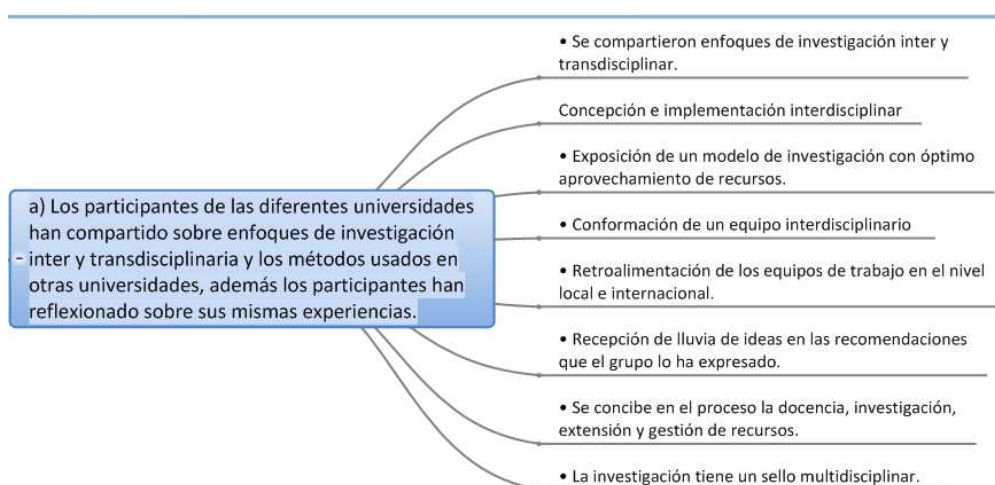 • Se compartieron enfoques de investigación inter y
transdisciplinar.
Concepción e implementación interdisciplinar
• Exposición de un modelo de investigación con óptimo
aprovechamiento de recursos.
a) Los participantes de las diferentes universidades
han compartido sobre enfoques de investigación
inter y transdisciplinaria y los métodos usados en
otras universidades, además los participantes han
reflexionado sobre sus mismas experiencias.
• Conformación de un equipo interdisciplinario
• Retroalimentación de los equipos de trabajo en el nivel
local e internacional.
• Recepción de lluvia de ideas en las recomendaciones
que el grupo lo ha expresado.
• Se concibe en el proceso la docencia, investigación,
extensión y gestión de recursos.
• La investigación tiene un sello multidisciplinar.